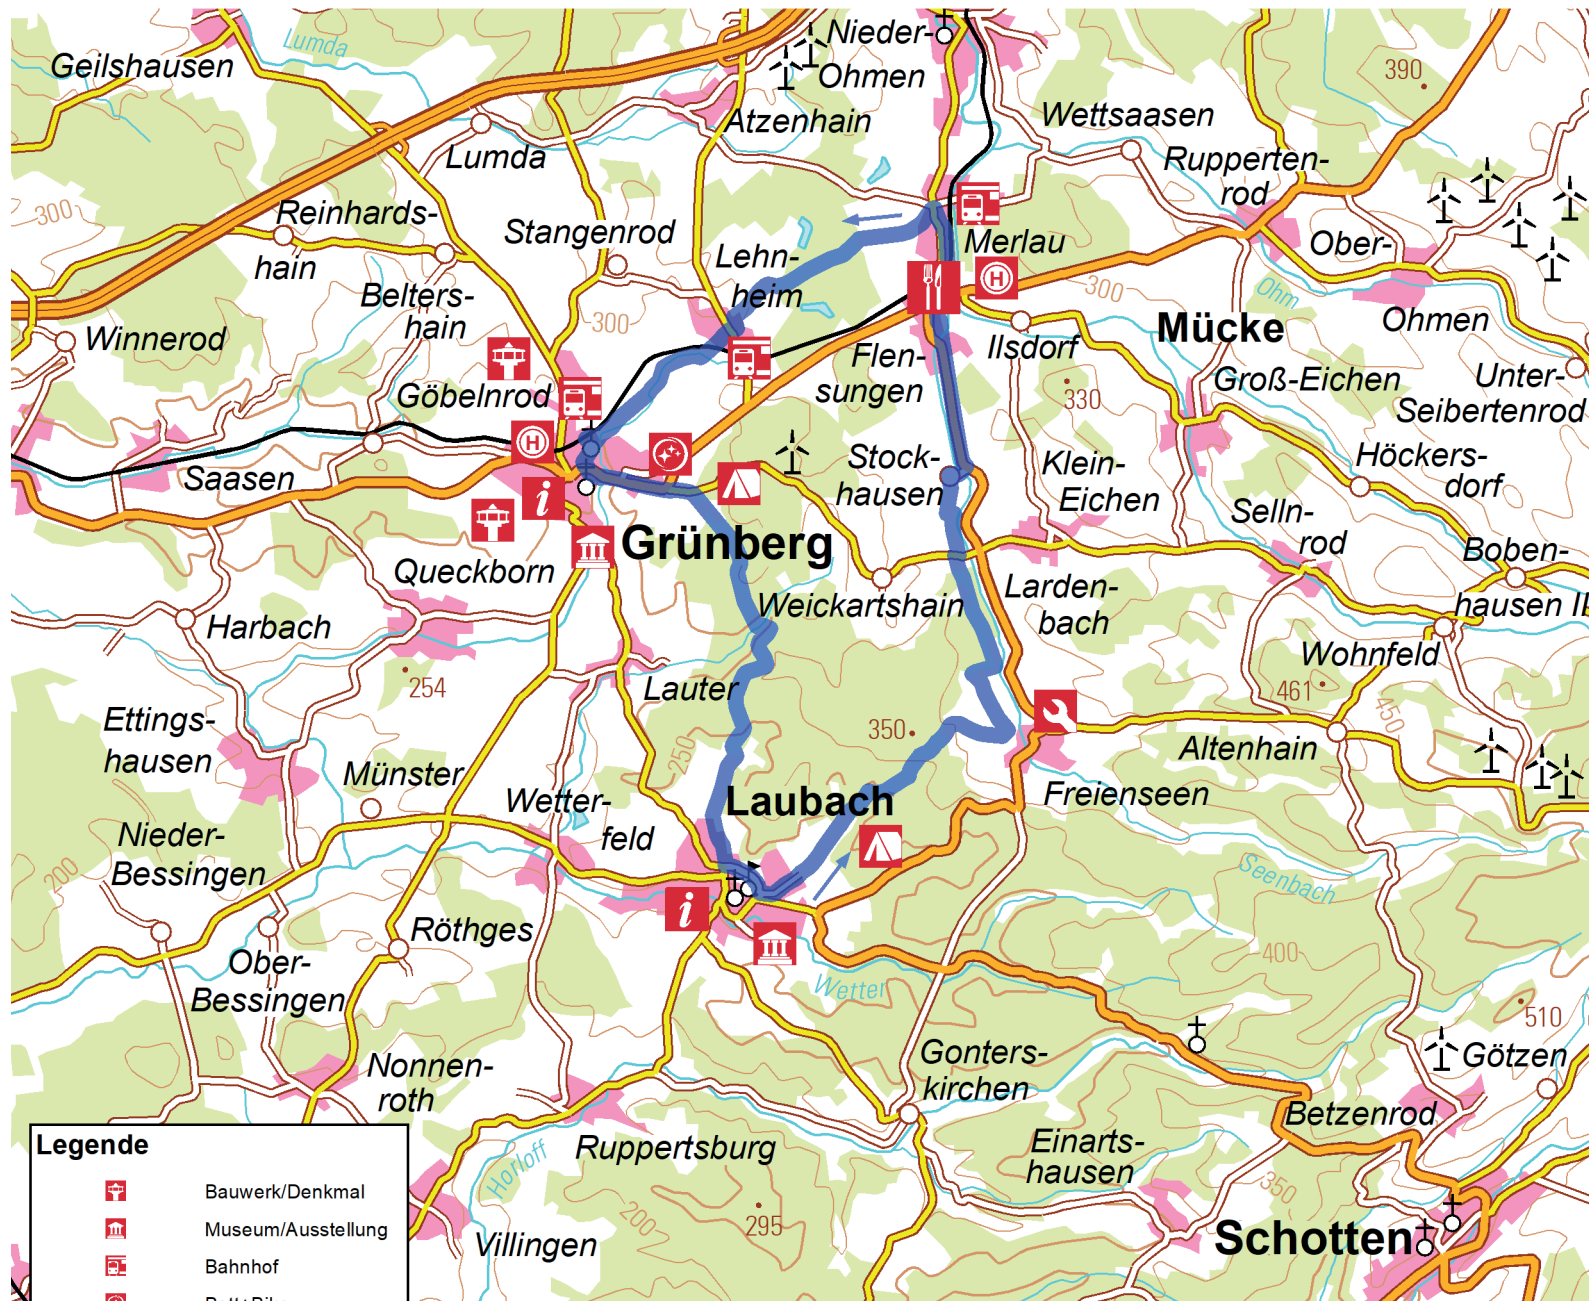 Lumda
Nieder-
Ohmen
390
Geilshausen
Atzenhain
Wettsaasen
Lumda
Rupperten-
rod
300
Reinhards-
hain
Stangenrod
Merlau
Ober-
Ohmen
Lehn-
heim
Belters-
hain
300
300
Ohm
Winnerod
Mücke
Ilsdorf
Flen-
sungen
Göbelnrod
Groß-Eichen
330
Unter-
Seibertenrod
H
H
Saasen
Stock-
hausen
Klein-
Eichen
Höckers-
dorf
i
Selln-
rod
Grünberg
Boben-
hausen II
Queckborn
Weickartshain
Larden-
bach
Harbach
Wohnfeld
254
Lauter
461
450
Ettings-
hausen
350
250
Altenhain
Münster
Laubach
Freienseen
Wetter-
feld
Nieder-
Bessingen
200
Seenbach
i
Röthges
Ober-
Bessingen
400
Wetter
510
Götzen
Nonnen-
roth
Gonters-
kirchen
Betzenrod
Ruppertsburg
Einarts-
hausen
Horloff
350
200
295
Villingen
Schotten
Legende
Bauwerk/Denkmal
Museum/Ausstellung
Bahnhof